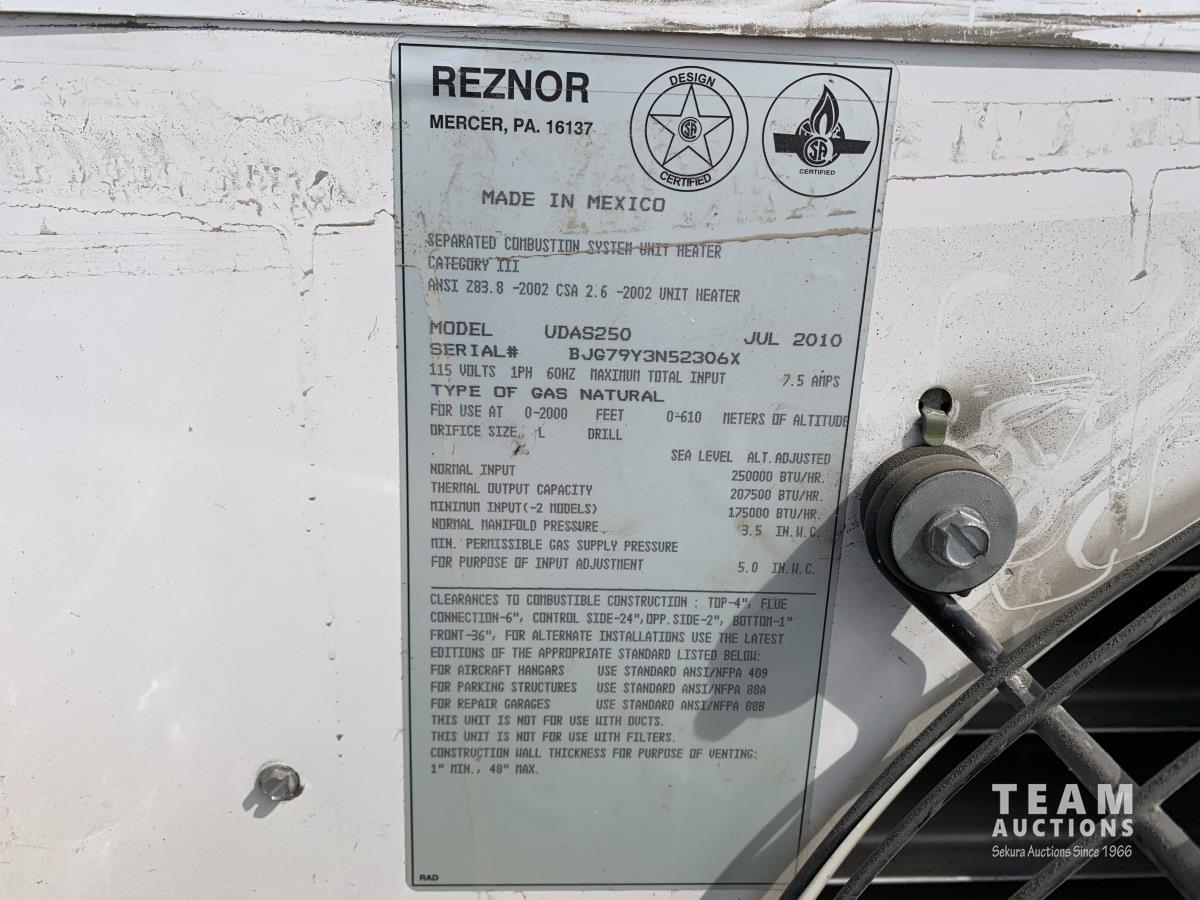 REZNOR
MERCER, PA. 16137
DESIGN
CERTIFIED
CERTIFIED
MADE IN MEXICO
SEPARATED COMBUSTION SYSTEM UNIT HEATER
CATEGORY III
ANSI Z83.8 -2002 CSA 2.6 -2002 UNIT HEATER
MODEL UDAS250 JUL 2010
SERIAL# BJG79Y3N52306X
115 VOLTS 1PH 60HZ MAXIMUM TOTAL INPUT 7.5 AMPS
TYPE OF GAS NATURAL
FOR USE AT 0-2000 FEET 0-610 METERS OF ALTITUDE
ORIFICE SIZE, L DRILL
SEA LEVEL ALT.ADJUSTED
NORMAL INPUT 250000 BTU/HR.
THERMAL OUTPUT CAPACITY 207500 BTU/HR.
MINIMUM INPUT(-2 MODELS) 175000 BTU/HR.
NORMAL MANIFOLD PRESSURE 3.5 IN.W.C.
MIN. PERMISSIBLE GAS SUPPLY PRESSURE
FOR PURPOSE OF INPUT ADJUSTMENT 5.0 IN.W.C.
CLEARANCES TO COMBUSTIBLE CONSTRUCTION : TOP-4", FLUE
CONNECTION-6", CONTROL SIDE-24",OPP.SIDE-2", BOTTOM-1"
FRONT-36", FOR ALTERNATE INSTALLATIONS USE THE LATEST
EDITIONS OF THE APPROPRIATE STANDARD LISTED BELOW:
FOR AIRCRAFT HANGARS USE STANDARD ANSI/NFPA 409
FOR PARKING STRUCTURES USE STANDARD ANSI/NFPA 88A
FOR REPAIR GARAGES USE STANDARD ANSI/NFPA 88B
THIS UNIT IS NOT FOR USE WITH DUCTS.
THIS UNIT IS NOT FOR USE WITH FILTERS.
CONSTRUCTION WALL THICKNESS FOR PURPOSE OF VENTING:
1" MIN., 48" MAX.
RAD
TEAM
AUCTIONS
Sekura Auctions Since 1966